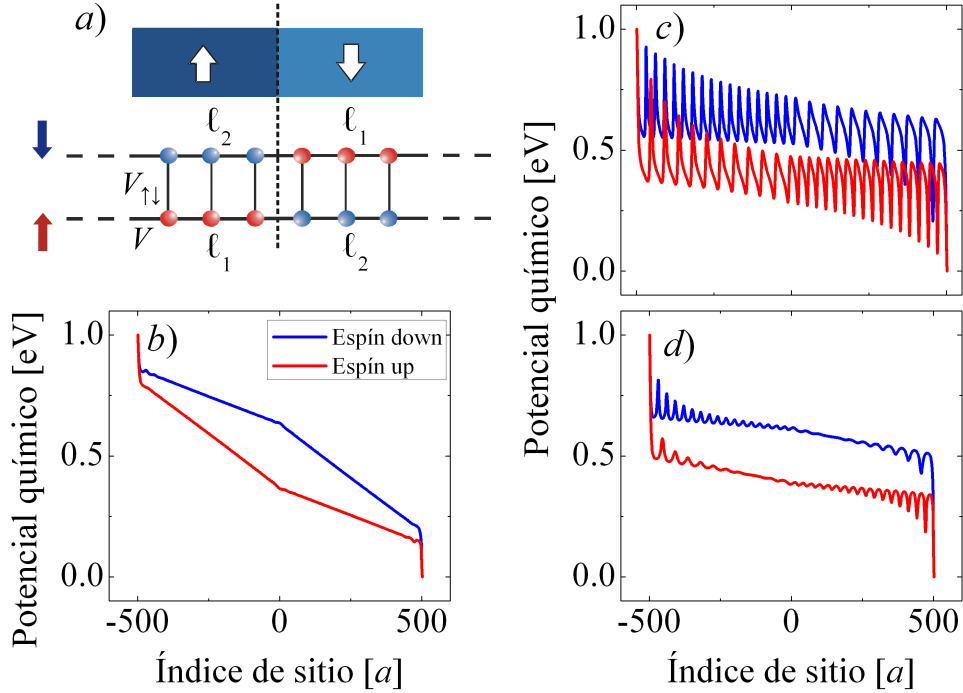 a)
ℓ2 ℓ1
V↑↓
V
ℓ1 ℓ2
b)
Potencial químico [eV]
1.0
0.5
0.0
Espín down
Espín up
-500 0 500
Índice de sitio [a]
c)
Potencial químico [eV]
1.0
0.5
0.0
d)
1.0
0.5
0.0
-500 0 500
Índice de sitio [a]